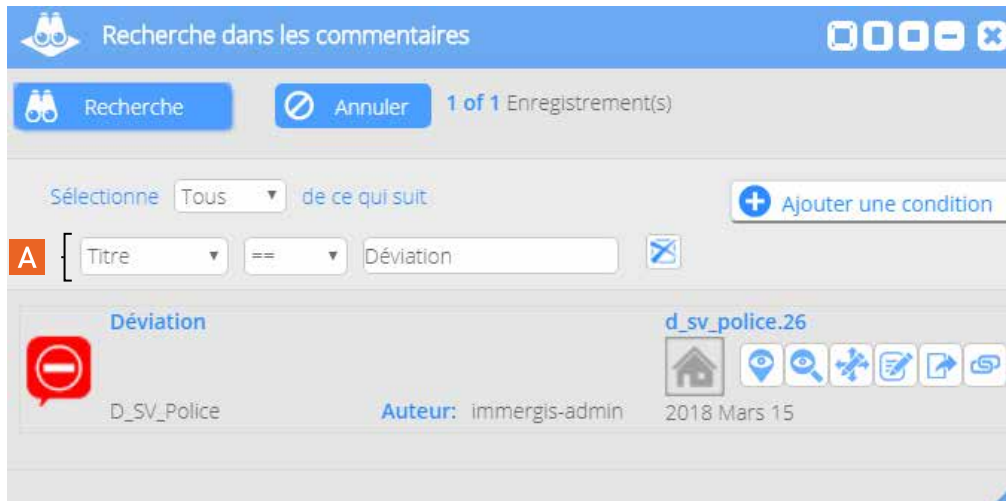 Recherche dans les commentaires
Recherche
Annuler
1 of 1 Enregistrement(s)
Sélectionne Tous de ce qui suit
Ajouter une condition
A Titre == Déviation
Déviation
d_sv_police.26
D_SV_Police
Auteur: immergis-admin
2018 Mars 15